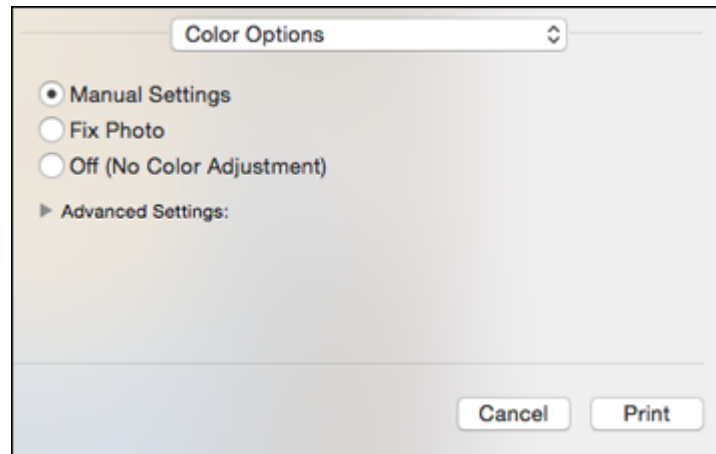 Color Options
Manual Settings
Fix Photo
Off (No Color Adjustment)
Advanced Settings:
Cancel Print